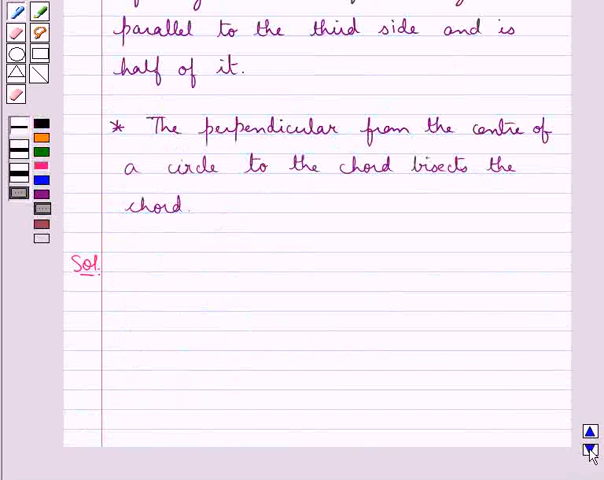 parallel to the third side and is
half of it.
* The perpendicular from the centre of
a circle to the chord bisects the
chord.
Sol.